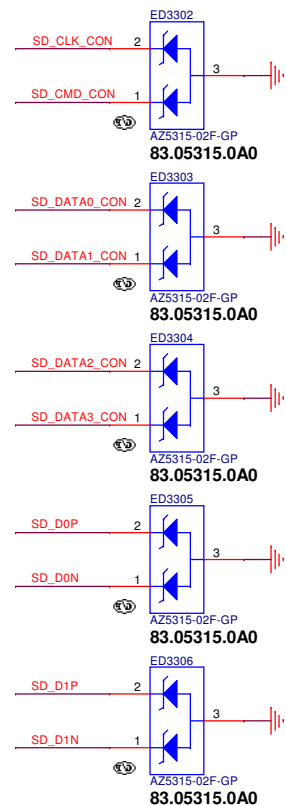 ED3302
SD_CLK_CON 2
3
SD_CMD_CON 1
AZ5315-02F-GP
83.05315.0A0
ED3303
SD_DATA0_CON 2
3
SD_DATA1_CON 1
AZ5315-02F-GP
83.05315.0A0
ED3304
SD_DATA2_CON 2
3
SD_DATA3_CON 1
AZ5315-02F-GP
83.05315.0A0
ED3305
SD_D0P 2
3
SD_D0N 1
AZ5315-02F-GP
83.05315.0A0
ED3306
SD_D1P 2
3
SD_D1N 1
AZ5315-02F-GP
83.05315.0A0